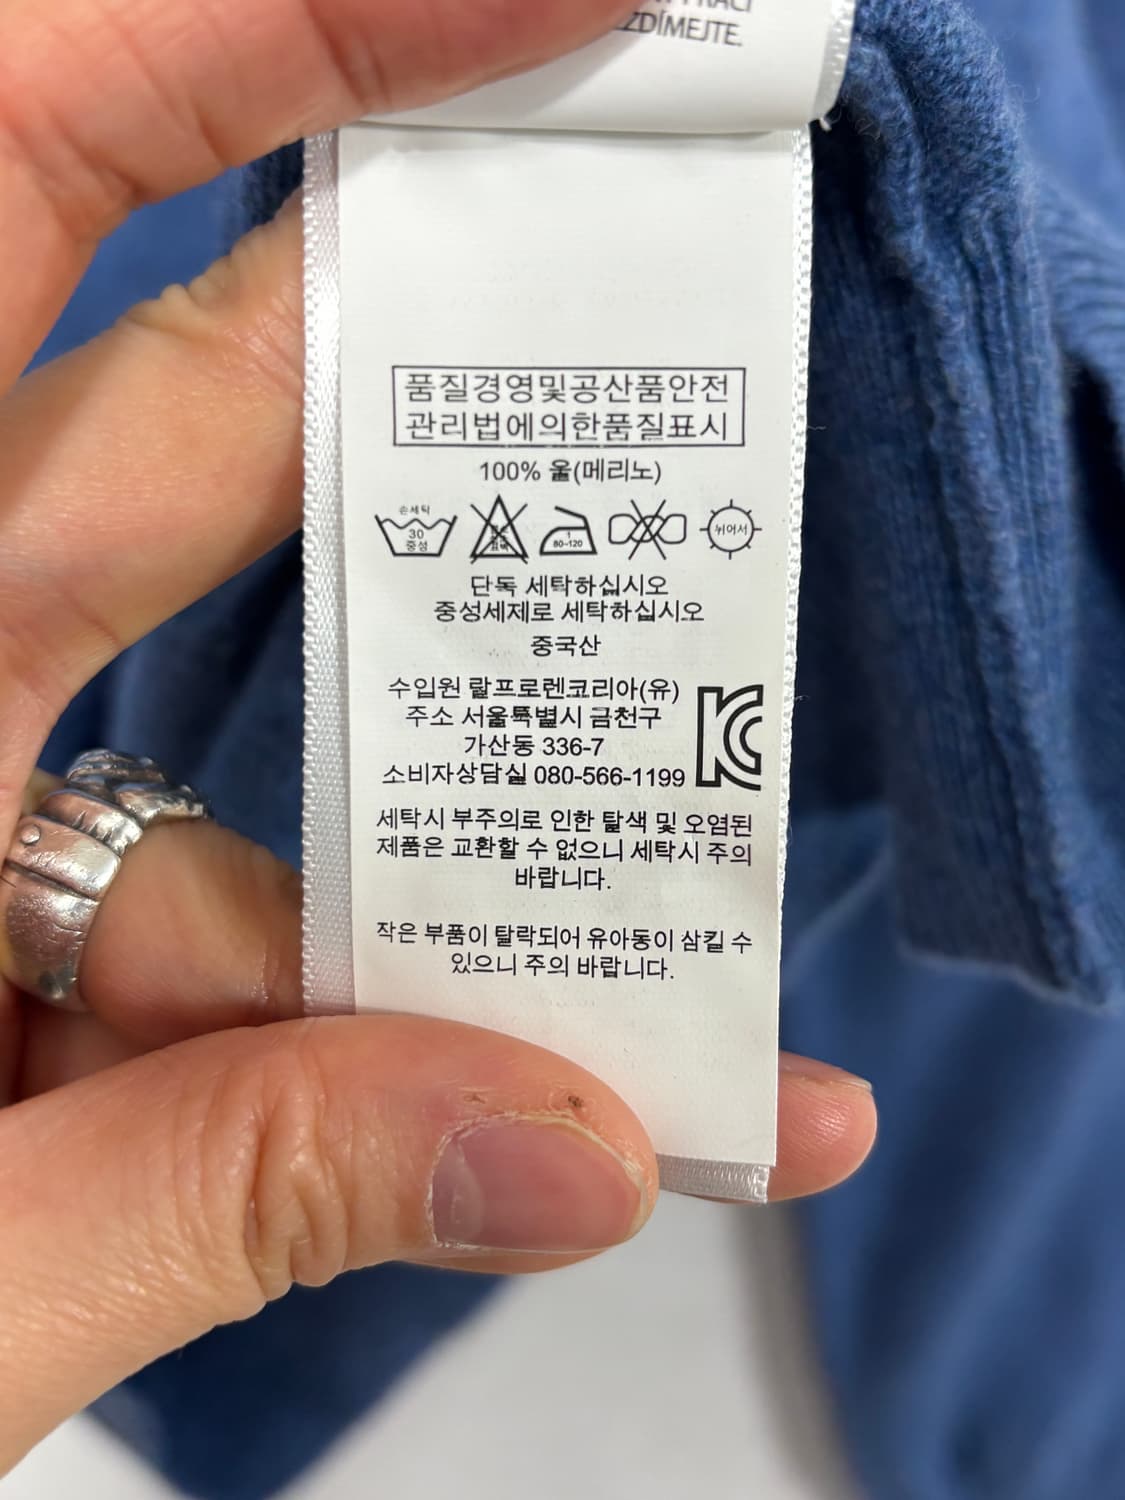 ZDÍMEJTE.
품질경영및공산품안전
관리법에의한품질표시
100% 울(메리노)
손세탁
30
중성
1
80-120
뉘어서
단독 세탁하십시오
중성세제로 세탁하십시오
중국산
수입원 랄프로렌코리아(유)
주소 서울특별시 금천구
가산동 336-7
소비자상담실 080-566-1199
세탁시 부주의로 인한 탈색 및 오염된
제품은 교환할 수 없으니 세탁시 주의
바랍니다.
작은 부품이 탈락되어 유아동이 삼킬 수
있으니 주의 바랍니다.